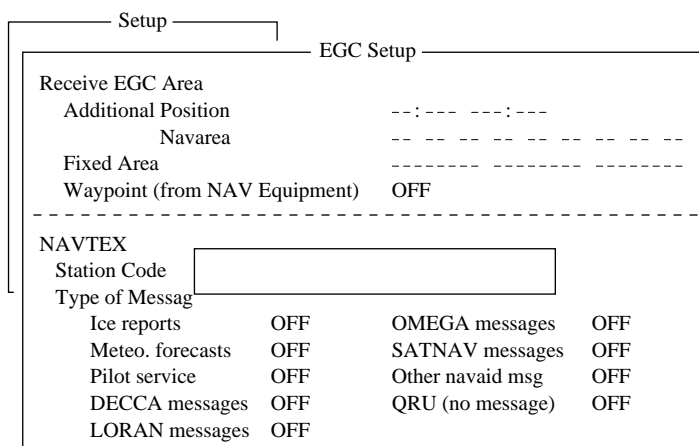 Setup
EGC Setup
Receive EGC Area
Additional Position --:--- ---:---
Navarea -- -- -- -- -- -- -- -- --
Fixed Area -------- -------- --------
Waypoint (from NAV Equipment) OFF
NAVTEX
Station Code
Type of Messag
Ice reports OFF OMEGA messages OFF
Meteo. forecasts OFF SATNAV messages OFF
Pilot service OFF Other navaid msg OFF
DECCA messages OFF QRU (no message) OFF
LORAN messages OFF